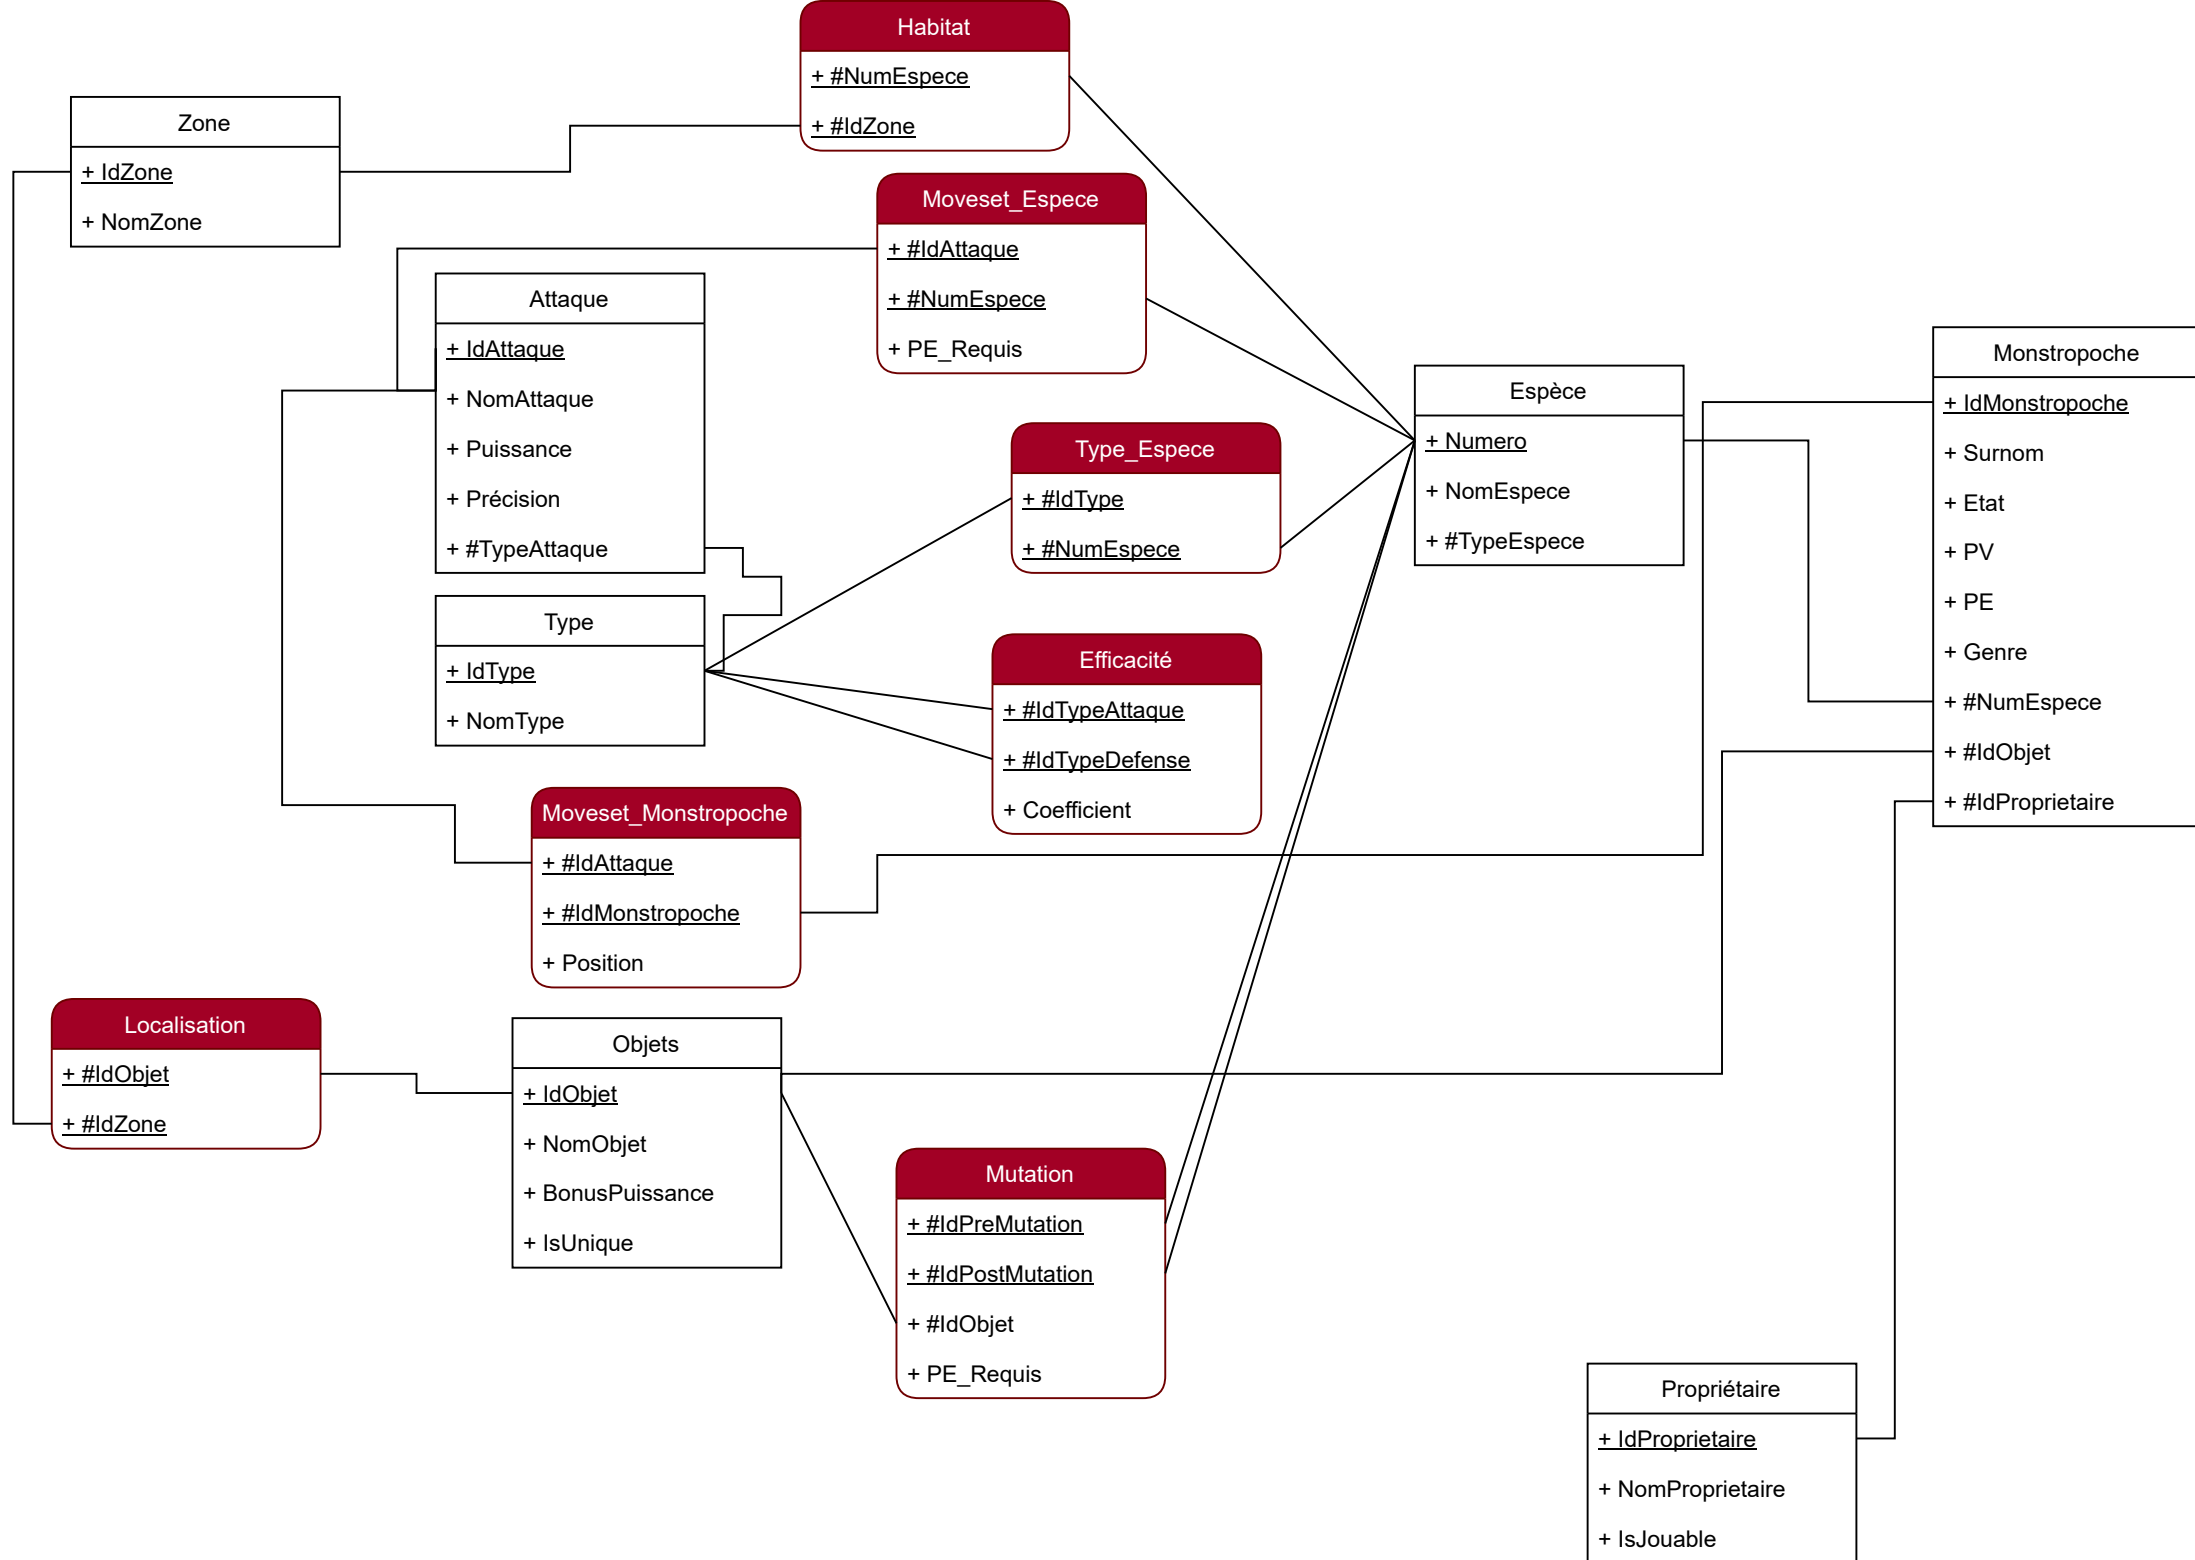 Habitat
+ #NumEspece
+ #IdZone
Zone
+ IdZone
+ NomZone
Moveset_Espece
+ #IdAttaque
+ #NumEspece
+ PE_Requis
Attaque
+ IdAttaque
+ NomAttaque
+ Puissance
+ Précision
+ #TypeAttaque
Type_Espece
+ #IdType
+ #NumEspece
Espèce
+ Numero
+ NomEspece
+ #TypeEspece
Monstropoche
+ IdMonstropoche
+ Surnom
+ Etat
+ PV
+ PE
+ Genre
+ #NumEspece
+ #IdObjet
+ #IdProprietaire
Type
+ IdType
+ NomType
Efficacité
+ #IdTypeAttaque
+ #IdTypeDefense
+ Coefficient
Moveset_Monstropoche
+ #IdAttaque
+ #IdMonstropoche
+ Position
Localisation
+ #IdObjet
+ #IdZone
Objets
+ IdObjet
+ NomObjet
+ BonusPuissance
+ IsUnique
Mutation
+ #IdPreMutation
+ #IdPostMutation
+ #IdObjet
+ PE_Requis
Propriétaire
+ IdProprietaire
+ NomProprietaire
+ IsJouable